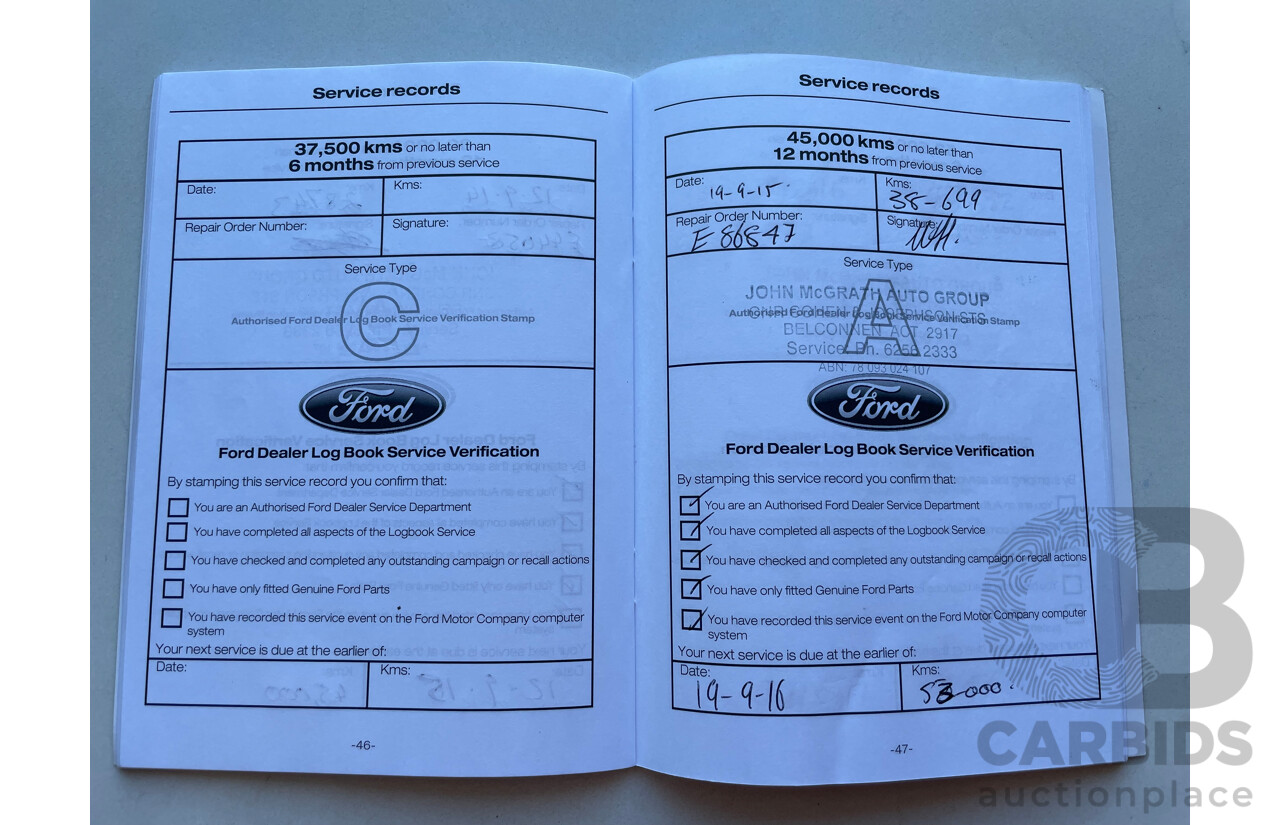 Service records
37,500 kms or no later than
6 months from previous service
Date:
Kms:
Repair Order Number:
Signature:
Service Type
C
Authorised Ford Dealer Log Book Service Verification Stamp
Ford
Ford Dealer Log Book Service Verification
By stamping this service record you confirm that:
You are an Authorised Ford Dealer Service Department
You have completed all aspects of the Logbook Service
You have checked and completed any outstanding campaign or recall actions
You have only fitted Genuine Ford Parts
You have recorded this service event on the Ford Motor Company computer
system
Your next service is due at the earlier of:
Date:
Kms:
-46-
Service records
45,000 kms or no later than
12 months from previous service
Date: 19-9-15
Kms: 38-699
Repair Order Number: E86847
Signature:
Service Type
A
JOHN McGRATH AUTO GROUP
Authorised Ford Dealer Log Book Service Verification Stamp
BELCONNEN ACT 2917
Service Ph. 6256 2333
ABN: 78 093 024 107
Ford
Ford Dealer Log Book Service Verification
By stamping this service record you confirm that:
You are an Authorised Ford Dealer Service Department
You have completed all aspects of the Logbook Service
You have checked and completed any outstanding campaign or recall actions
You have only fitted Genuine Ford Parts
You have recorded this service event on the Ford Motor Company computer
system
Your next service is due at the earlier of:
Date: 19-9-16
Kms:
-47-
CARBIDS
auctionplace